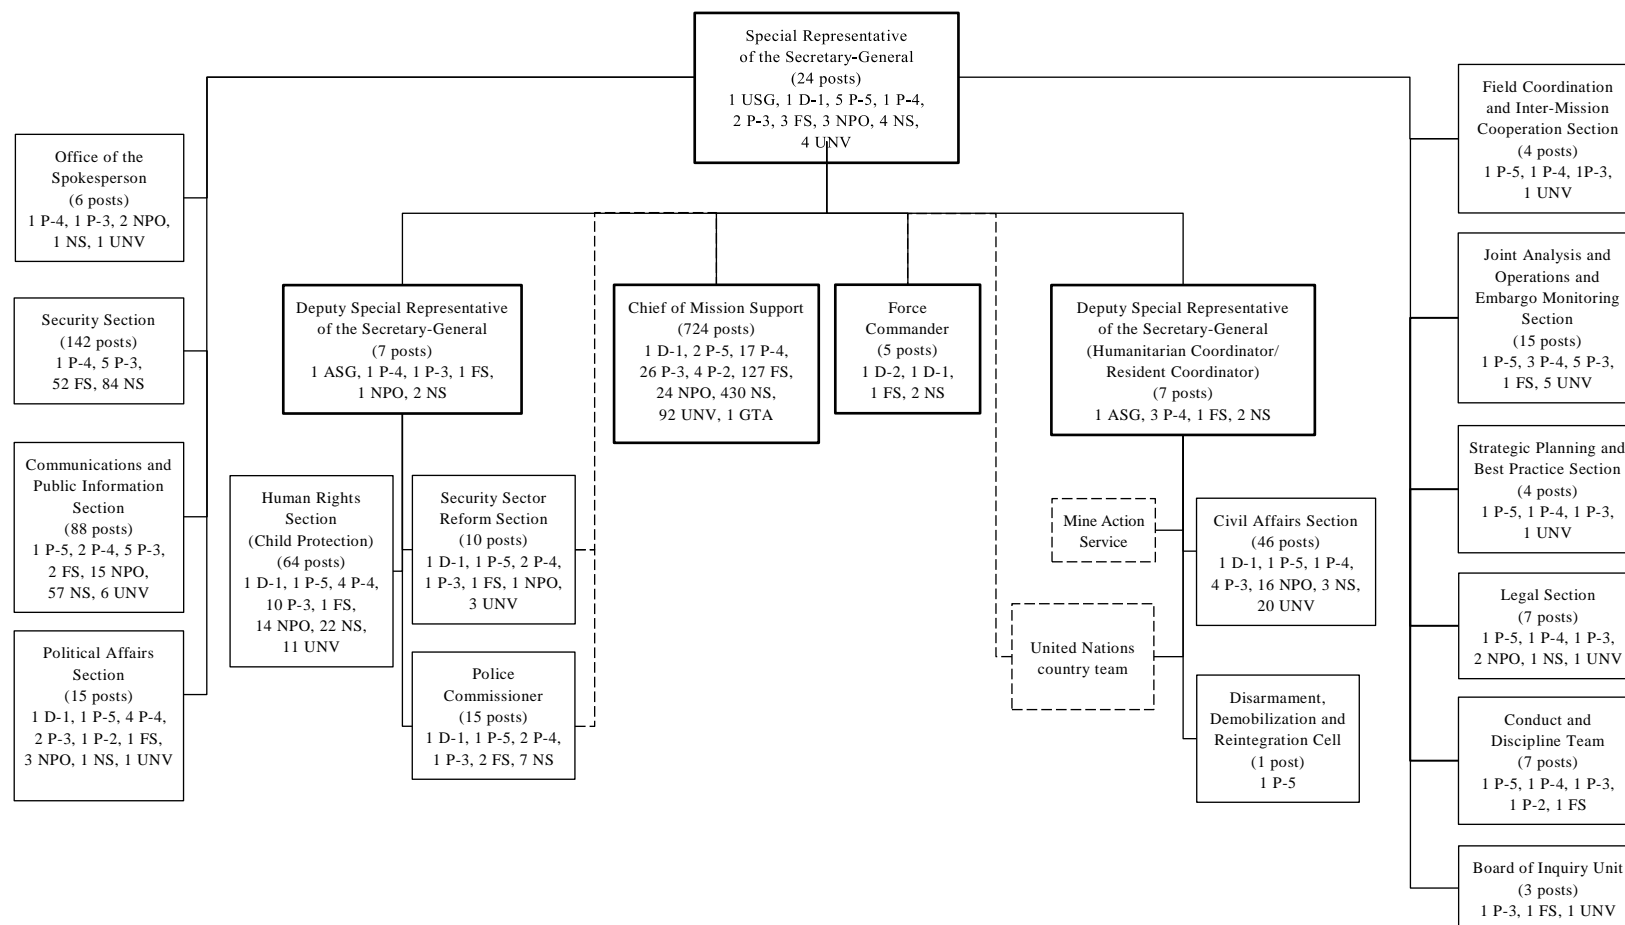 Special Representative
of the Secretary-General
(24 posts)
1 USG, 1 D-1, 5 P-5, 1 P-4,
2 P-3, 3 FS, 3 NPO, 4 NS,
4 UNV
Office of the
Spokesperson
(6 posts)
1 P-4, 1 P-3, 2 NPO,
1 NS, 1 UNV
Security Section
(142 posts)
1 P-4, 5 P-3,
52 FS, 84 NS
Communications and
Public Information
Section
(88 posts)
1 P-5, 2 P-4, 5 P-3,
2 FS, 15 NPO,
57 NS, 6 UNV
Political Affairs
Section
(15 posts)
1 D-1, 1 P-5, 4 P-4,
2 P-3, 1 P-2, 1 FS,
3 NPO, 1 NS, 1 UNV
Deputy Special Representative
of the Secretary-General
(7 posts)
1 ASG, 1 P-4, 1 P-3, 1 FS,
1 NPO, 2 NS
Human Rights
Section
(Child Protection)
(64 posts)
1 D-1, 1 P-5, 4 P-4,
10 P-3, 1 FS,
14 NPO, 22 NS,
11 UNV
Security Sector
Reform Section
(10 posts)
1 D-1, 1 P-5, 2 P-4,
1 P-3, 1 FS, 1 NPO,
3 UNV
Police
Commissioner
(15 posts)
1 D-1, 1 P-5, 2 P-4,
1 P-3, 2 FS, 7 NS
Chief of Mission Support
(724 posts)
1 D-1, 2 P-5, 17 P-4,
26 P-3, 4 P-2, 127 FS,
24 NPO, 430 NS,
92 UNV, 1 GTA
Force
Commander
(5 posts)
1 D-2, 1 D-1,
1 FS, 2 NS
Deputy Special Representative
of the Secretary-General
(Humanitarian Coordinator/
Resident Coordinator)
(7 posts)
1 ASG, 3 P-4, 1 FS, 2 NS
Mine Action
Service
United Nations
country team
Civil Affairs Section
(46 posts)
1 D-1, 1 P-5, 1 P-4,
4 P-3, 16 NPO, 3 NS,
20 UNV
Disarmament,
Demobilization and
Reintegration Cell
(1 post)
1 P-5
Field Coordination
and Inter-Mission
Cooperation Section
(4 posts)
1 P-5, 1 P-4, 1P-3,
1 UNV
Joint Analysis and
Operations and
Embargo Monitoring
Section
(15 posts)
1 P-5, 3 P-4, 5 P-3,
1 FS, 5 UNV
Strategic Planning and
Best Practice Section
(4 posts)
1 P-5, 1 P-4, 1 P-3,
1 UNV
Legal Section
(7 posts)
1 P-5, 1 P-4, 1 P-3,
2 NPO, 1 NS, 1 UNV
Conduct and
Discipline Team
(7 posts)
1 P-5, 1 P-4, 1 P-3,
1 P-2, 1 FS
Board of Inquiry Unit
(3 posts)
1 P-3, 1 FS, 1 UNV